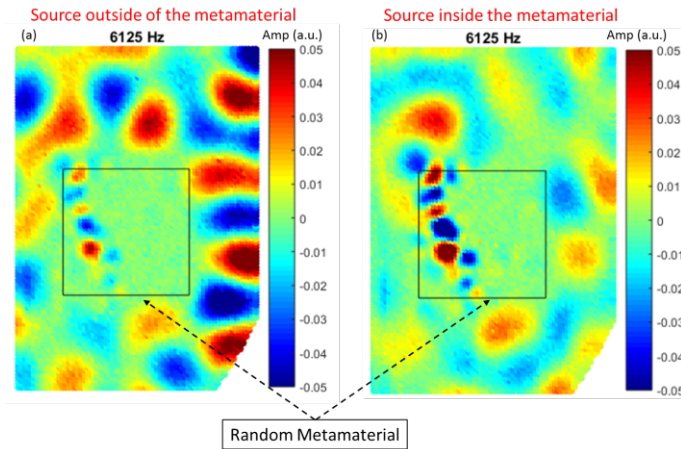 Source outside of the metamaterial
Source inside the metamaterial
(a)
6125 Hz
Amp (a.u.)
0.05
0.04
0.03
0.02
0.01
0
-0.01
-0.02
-0.03
-0.04
-0.05
(b)
6125 Hz
Amp (a.u.)
0.05
0.04
0.03
0.02
0.01
0
-0.01
-0.02
-0.03
-0.04
-0.05
Random Metamaterial